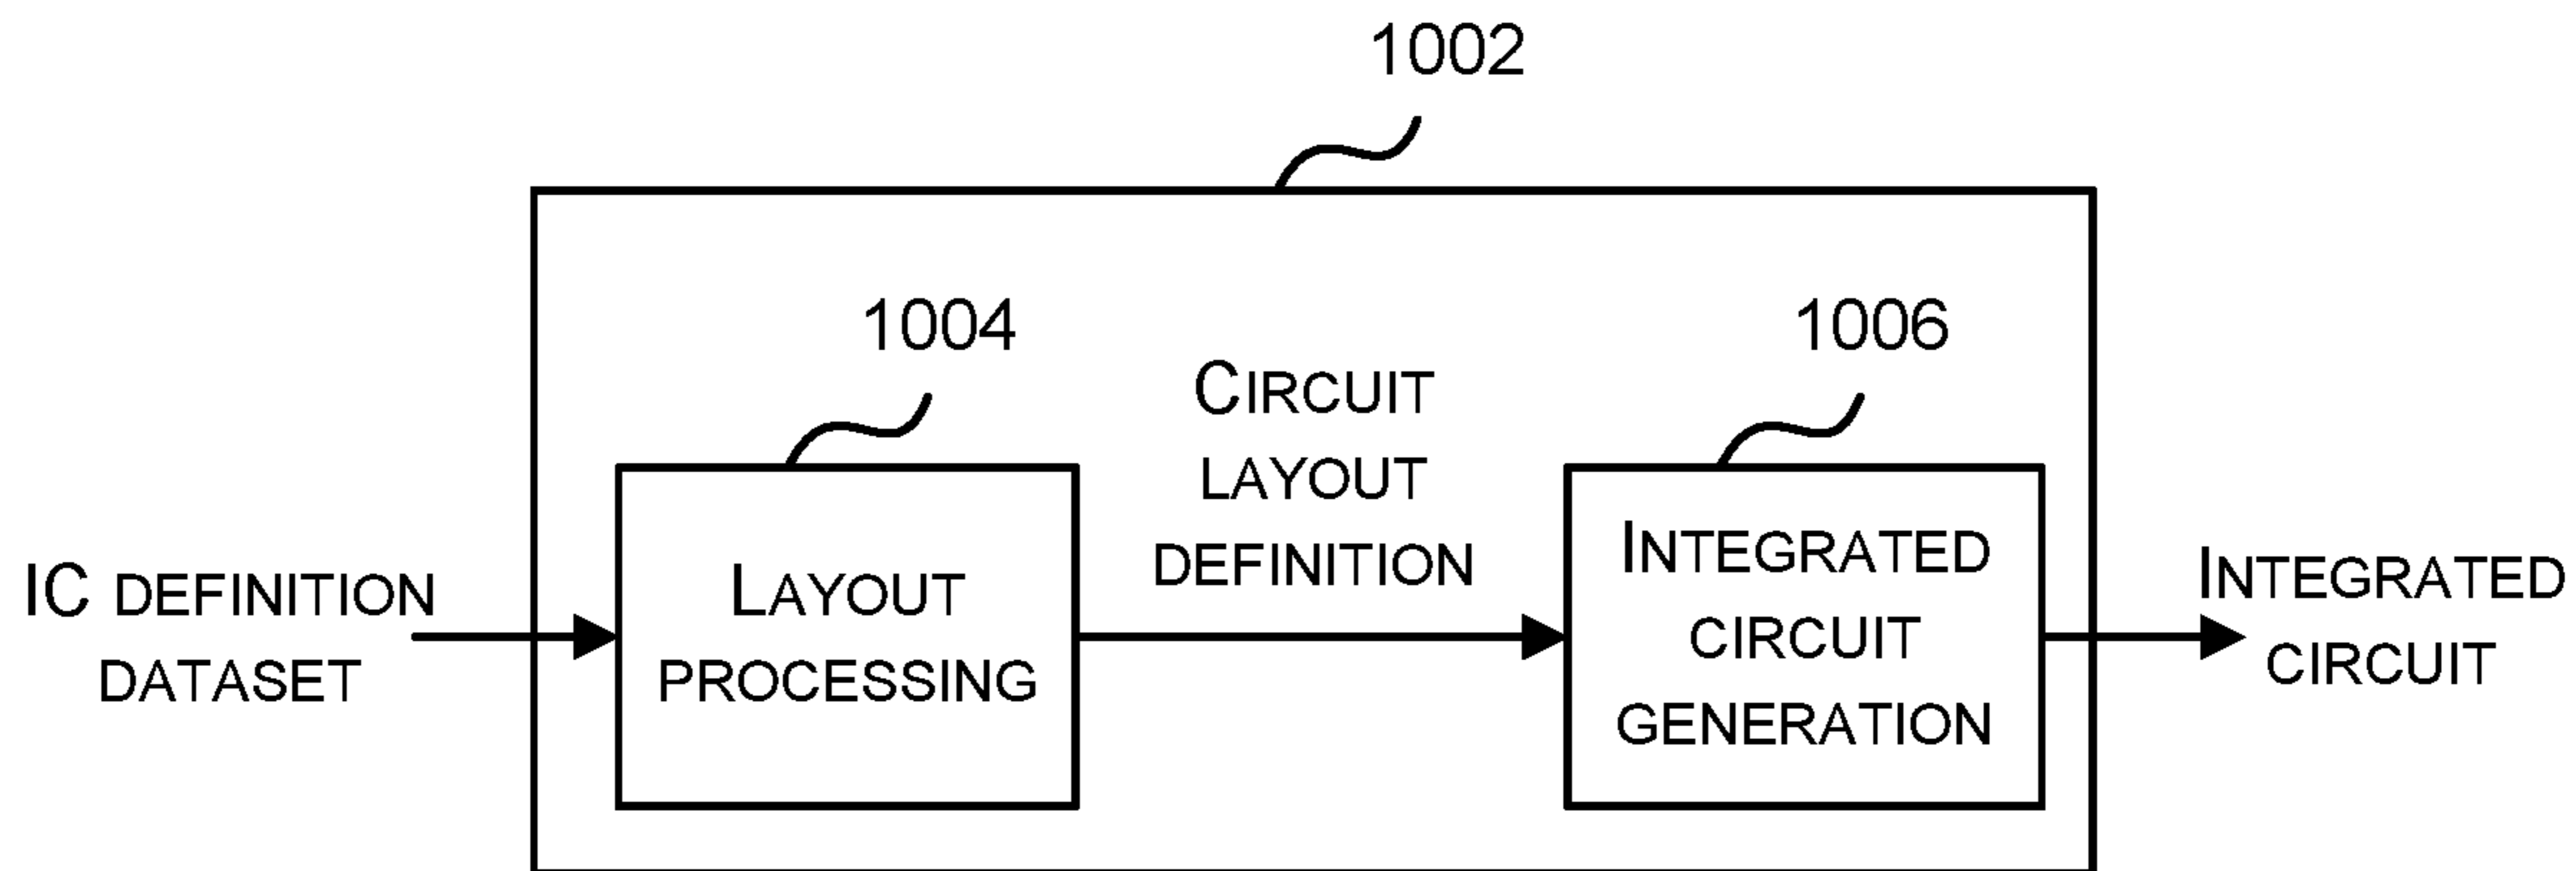 1002
1004
1006
CIRCUIT
LAYOUT
DEFINITION
IC DEFINITION
DATASET
LAYOUT
PROCESSING
INTEGRATED
CIRCUIT
GENERATION
INTEGRATED
CIRCUIT